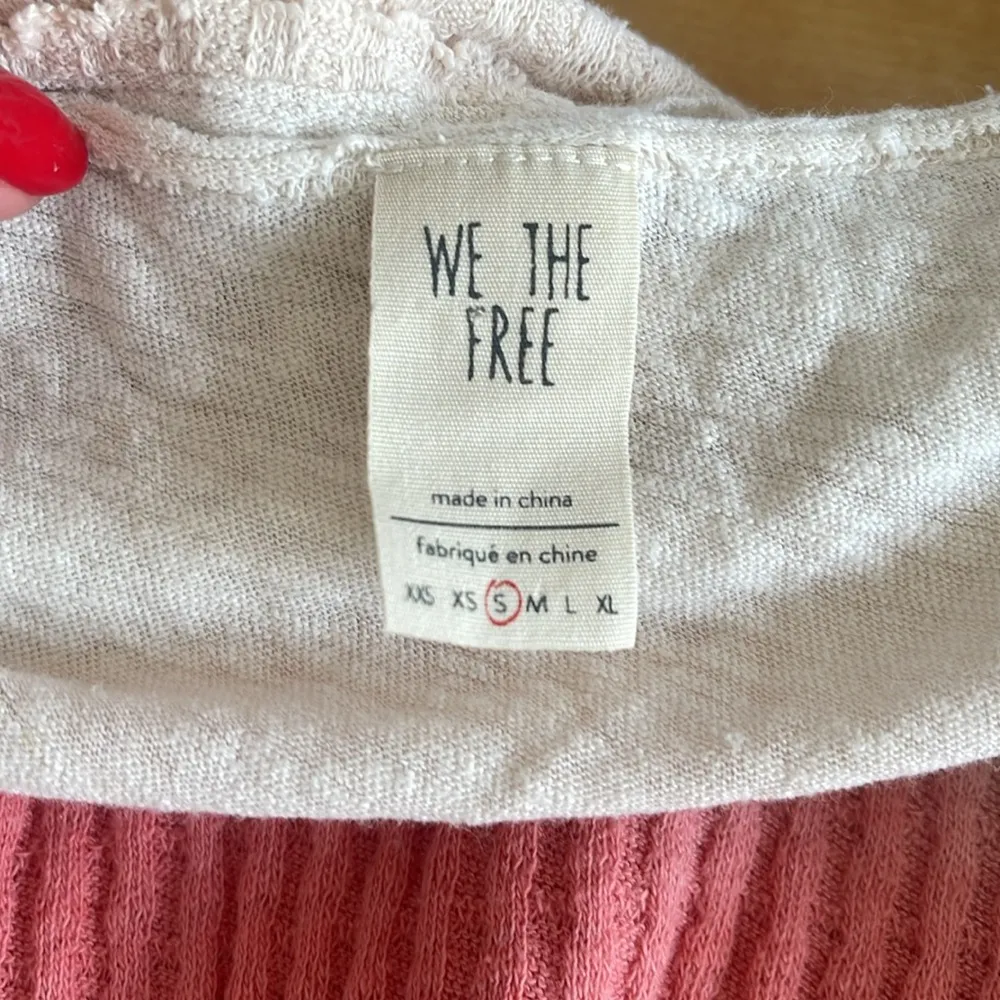 WE THE
FREE
made in china
fabriqué en chine
XXS XS S M L XL